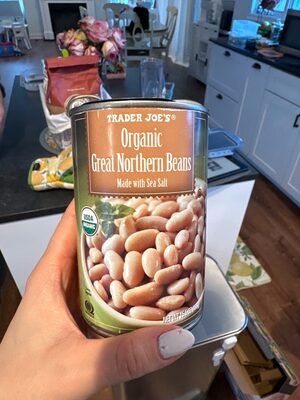 TRADER JOE'S®
Organic
Great Northern Beans
Made with Sea Salt
USDA
ORGANIC